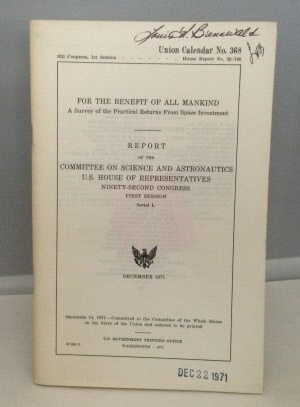 Union Calendar No. 368
92d Congress, 1st Session
House Report No. 92-748
FOR THE BENEFIT OF ALL MANKIND
A Survey of the Practical Returns From Space Investment
REPORT
OF THE
COMMITTEE ON SCIENCE AND ASTRONAUTICS
U.S. HOUSE OF REPRESENTATIVES
NINETY-SECOND CONGRESS
FIRST SESSION
Serial L
DECEMBER 1971
DECEMBER 14, 1971.—Committed to the Committee of the Whole House
on the State of the Union and ordered to be printed
U.S. GOVERNMENT PRINTING OFFICE
WASHINGTON : 1971
DEC 22 1971